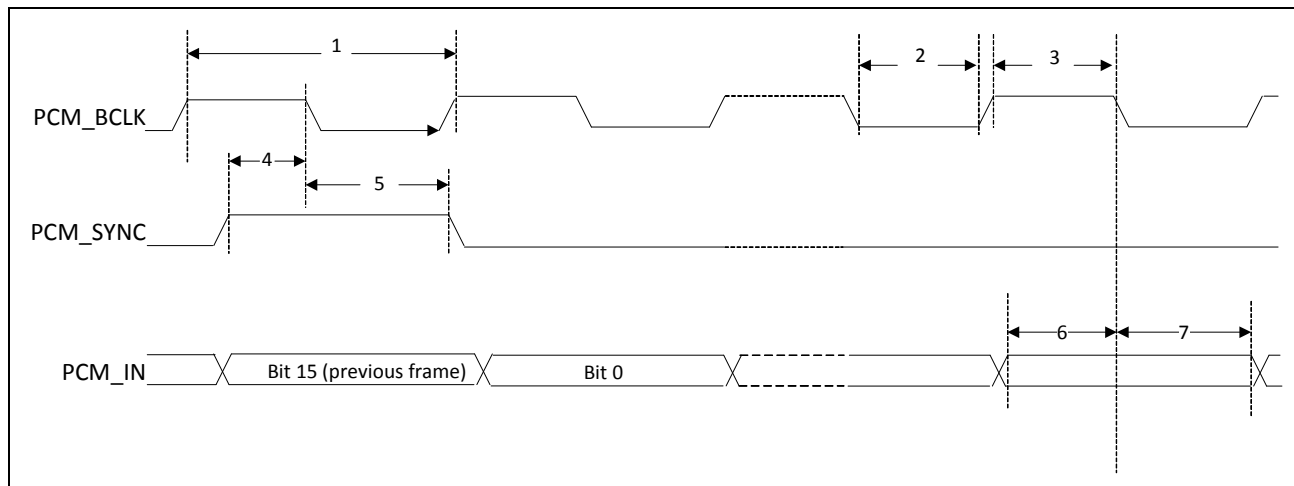 1
2
3
PCM_BCLK
4
5
PCM_SYNC
6
7
PCM_IN
Bit 15 (previous frame)
Bit 0